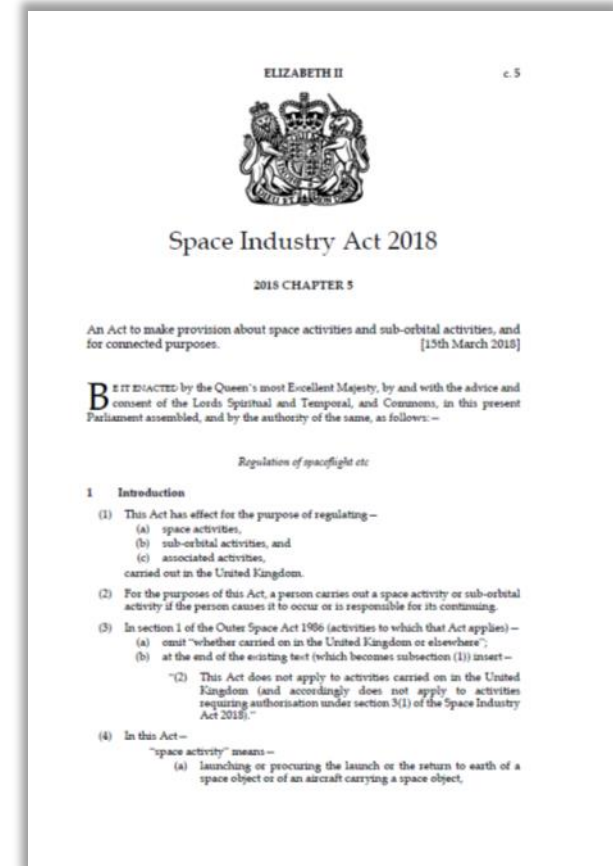 ELIZABETH II c. 5
DIEU ET MON DROIT
Space Industry Act 2018
2018 CHAPTER 5
An Act to make provision about space activities and sub-orbital activities, and
for connected purposes. [15th March 2018]
BE IT ENACTED by the Queen's most Excellent Majesty, by and with the advice and
consent of the Lords Spiritual and Temporal, and Commons, in this present
Parliament assembled, and by the authority of the same, as follows:—
Regulation of spaceflight etc
1 Introduction
(1) This Act has effect for the purpose of regulating—
(a) space activities,
(b) sub-orbital activities, and
(c) associated activities,
carried out in the United Kingdom.
(2) For the purposes of this Act, a person carries out a space activity or sub-orbital
activity if the person causes it to occur or is responsible for its continuing.
(3) In section 1 of the Outer Space Act 1986 (activities to which that Act applies)—
(a) omit "whether carried on in the United Kingdom or elsewhere";
(b) at the end of the existing text (which becomes subsection (1)) insert—
"(2) This Act does not apply to activities carried on in the United
Kingdom (and accordingly does not apply to activities
requiring authorisation under section 3(1) of the Space Industry
Act 2018)."
(4) In this Act—
"space activity" means—
(a) launching or procuring the launch or the return to earth of a
space object or of an aircraft carrying a space object,